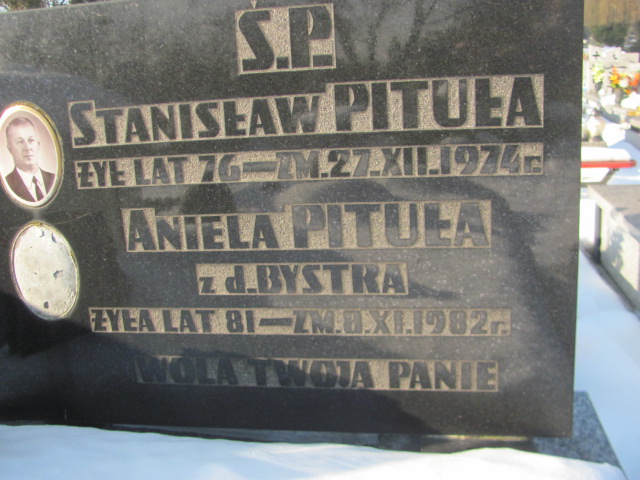 Ś.P.
STANISŁAW PITUŁA
ŻYŁ LAT 76 — ZM. 27.XII.1974 r.
ANIELA PITUŁA
z d. BYSTRA
ŻYŁA LAT 81 — ZM. 8.XI.1982 r.
WOLA TWOJA PANIE